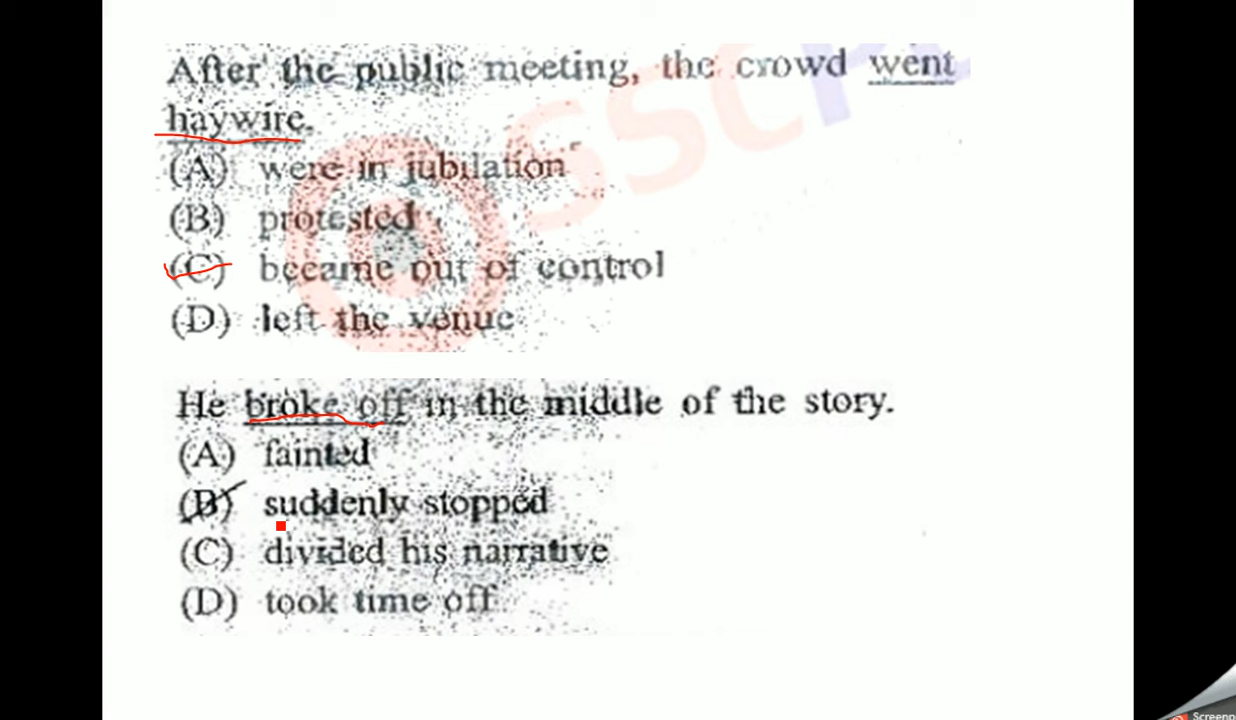 After the public meeting, the crowd went
haywire.
(A) were in jubilation
(B) protested
(C) became out of control
(D) left the venue
He broke off in the middle of the story.
(A) fainted
(B) suddenly stopped
(C) divided his narrative
(D) took time off
SSC